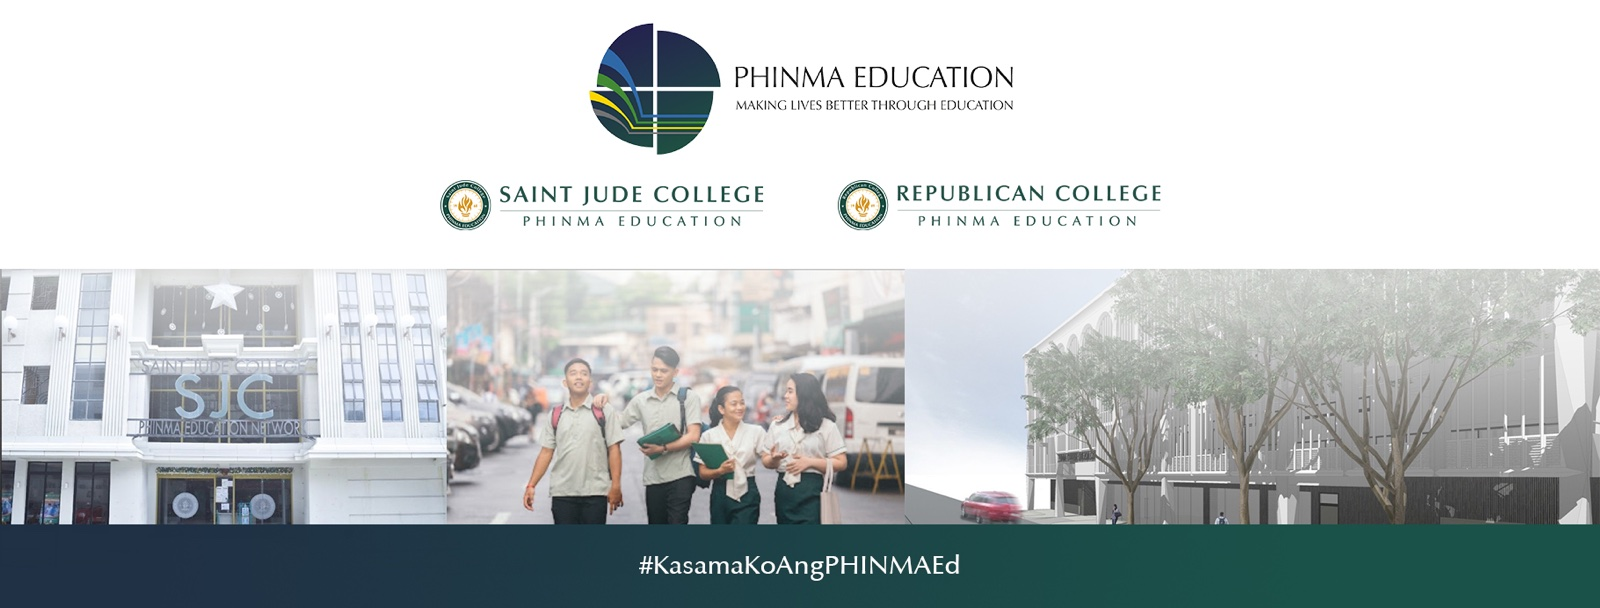 PHINMA EDUCATION
MAKING LIVES BETTER THROUGH EDUCATION
SAINT JUDE COLLEGE
PHINMA EDUCATION
REPUBLICAN COLLEGE
PHINMA EDUCATION
SAINT JUDE COLLEGE
SJC
PHINMA EDUCATION NETWORK
#KasamaKoAngPHINMAEd